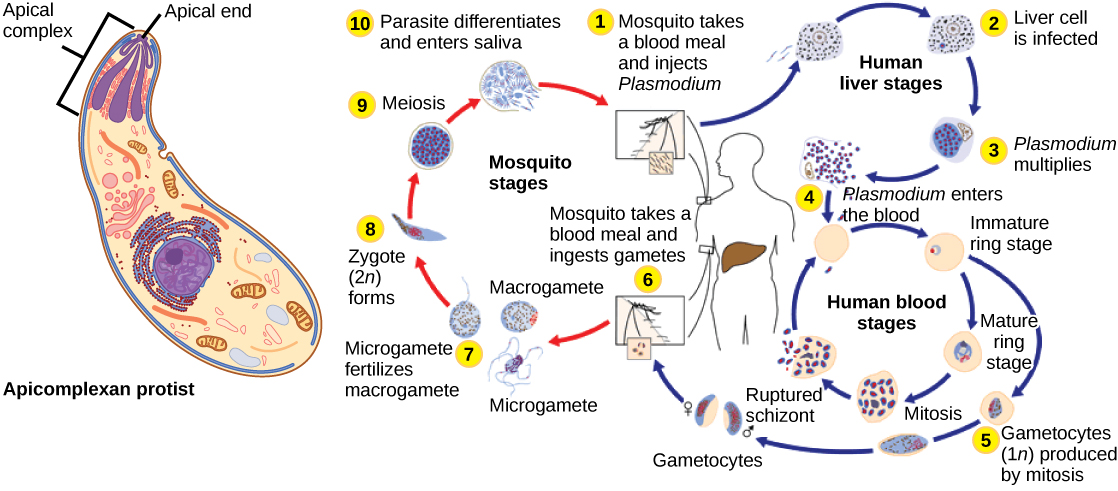 Apical
complex
Apical end
Apicomplexan protist
10 Parasite differentiates
and enters saliva
1 Mosquito takes
a blood meal
and injects
Plasmodium
2 Liver cell
is infected
Human
liver stages
9 Meiosis
Mosquito
stages
3 Plasmodium
multiplies
4 Plasmodium enters
the blood
Immature
ring stage
Mosquito takes a
blood meal and
ingests gametes
6
8
Zygote
(2n)
forms
Macrogamete
Human blood
stages
Mature
ring
stage
Microgamete 7
fertilizes
macrogamete
Microgamete
Ruptured
schizont
Mitosis
♀
♂
Gametocytes
5 Gametocytes
(1n) produced
by mitosis